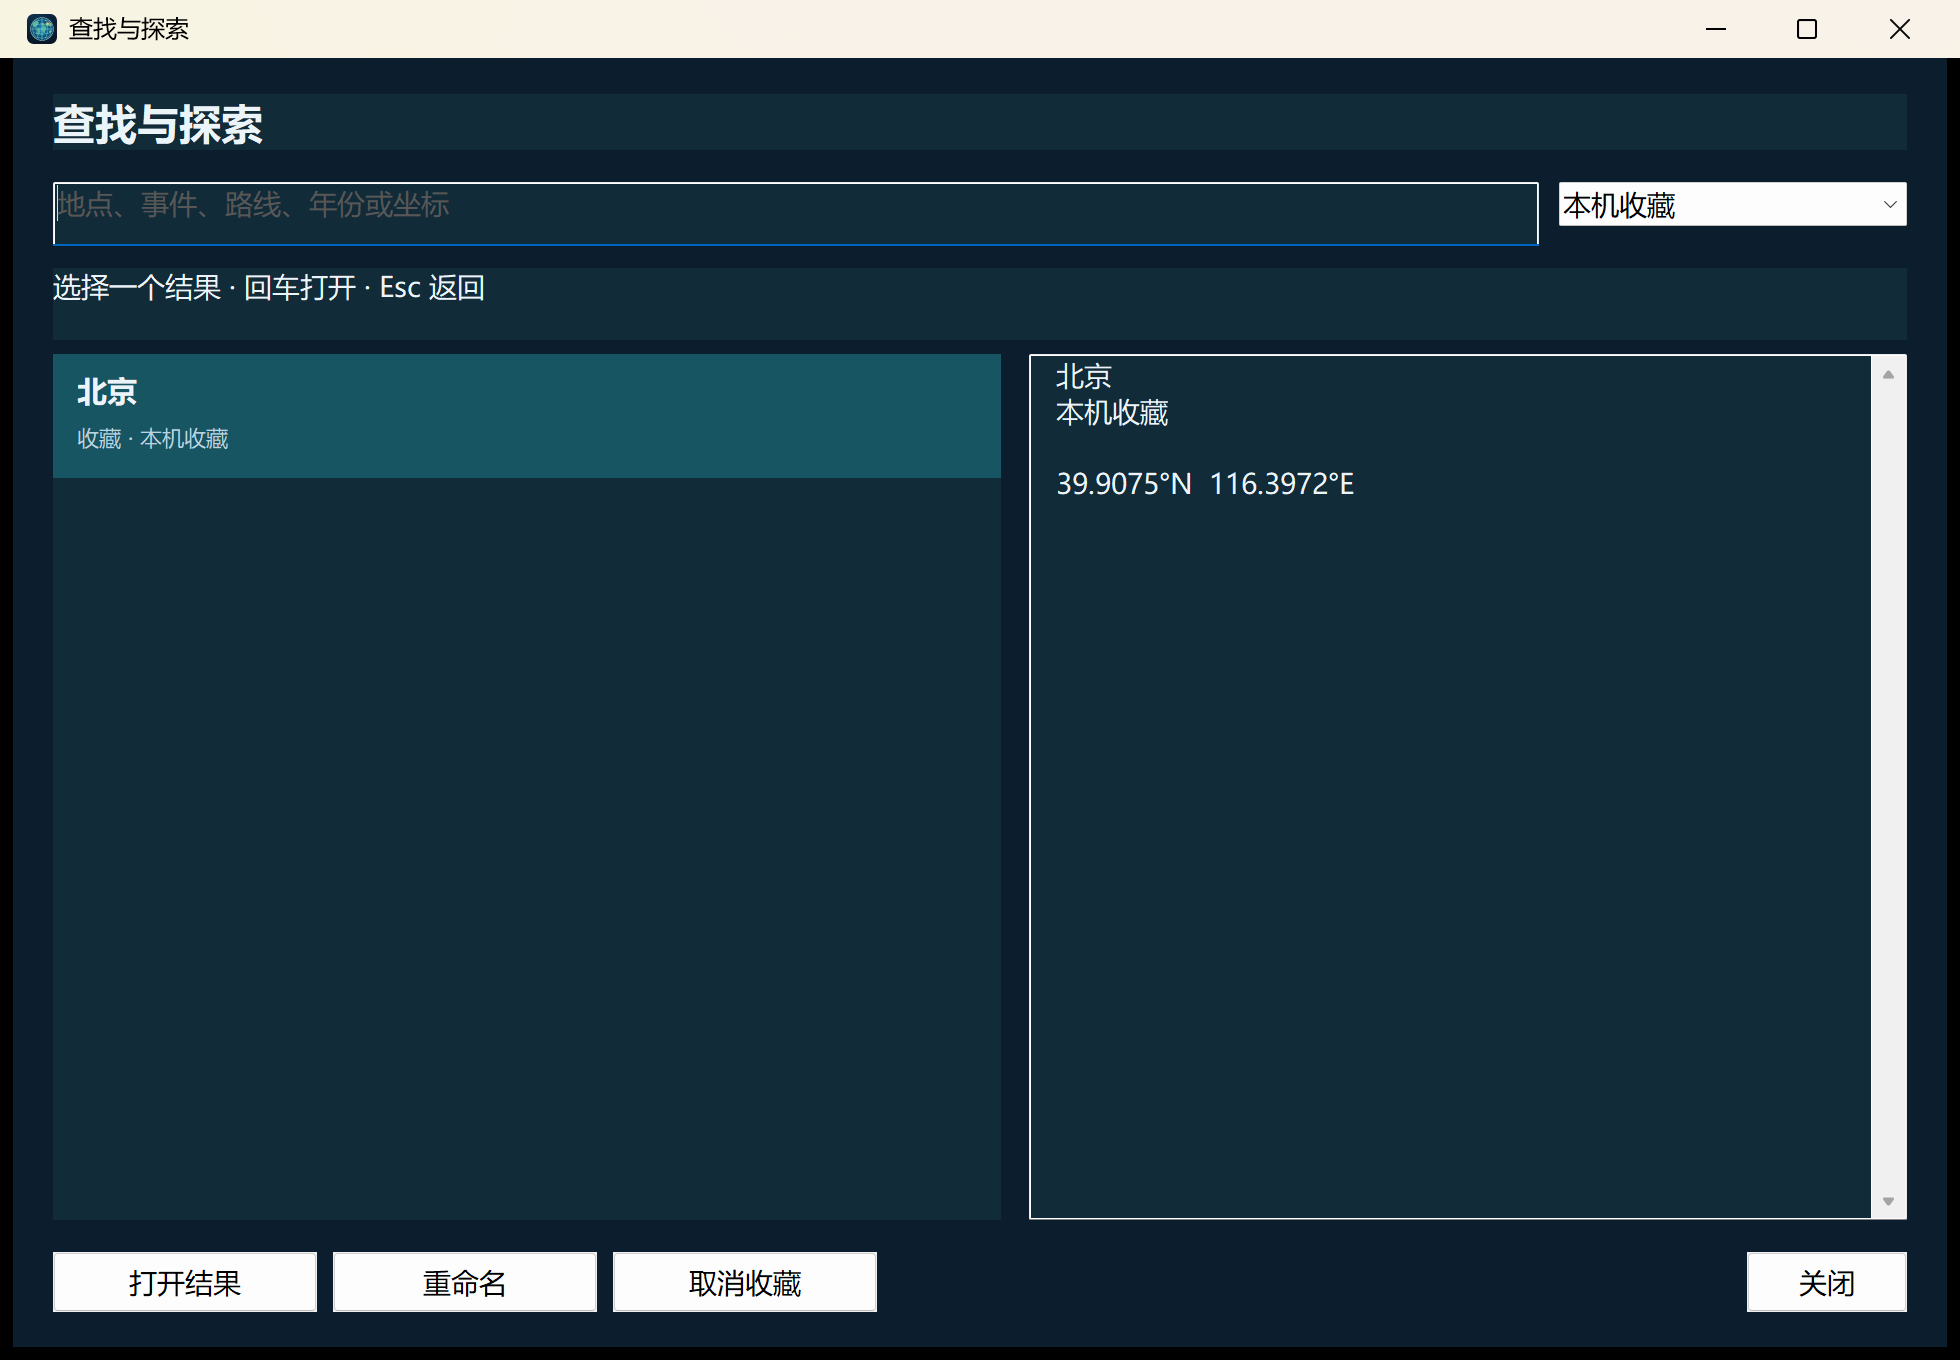 查找与探索
查找与探索
地点、事件、路线、年份或坐标
本机收藏
选择一个结果 · 回车打开 · Esc 返回
北京
收藏 · 本机收藏
北京
本机收藏
39.9075°N  116.3972°E
打开结果
重命名
取消收藏
关闭